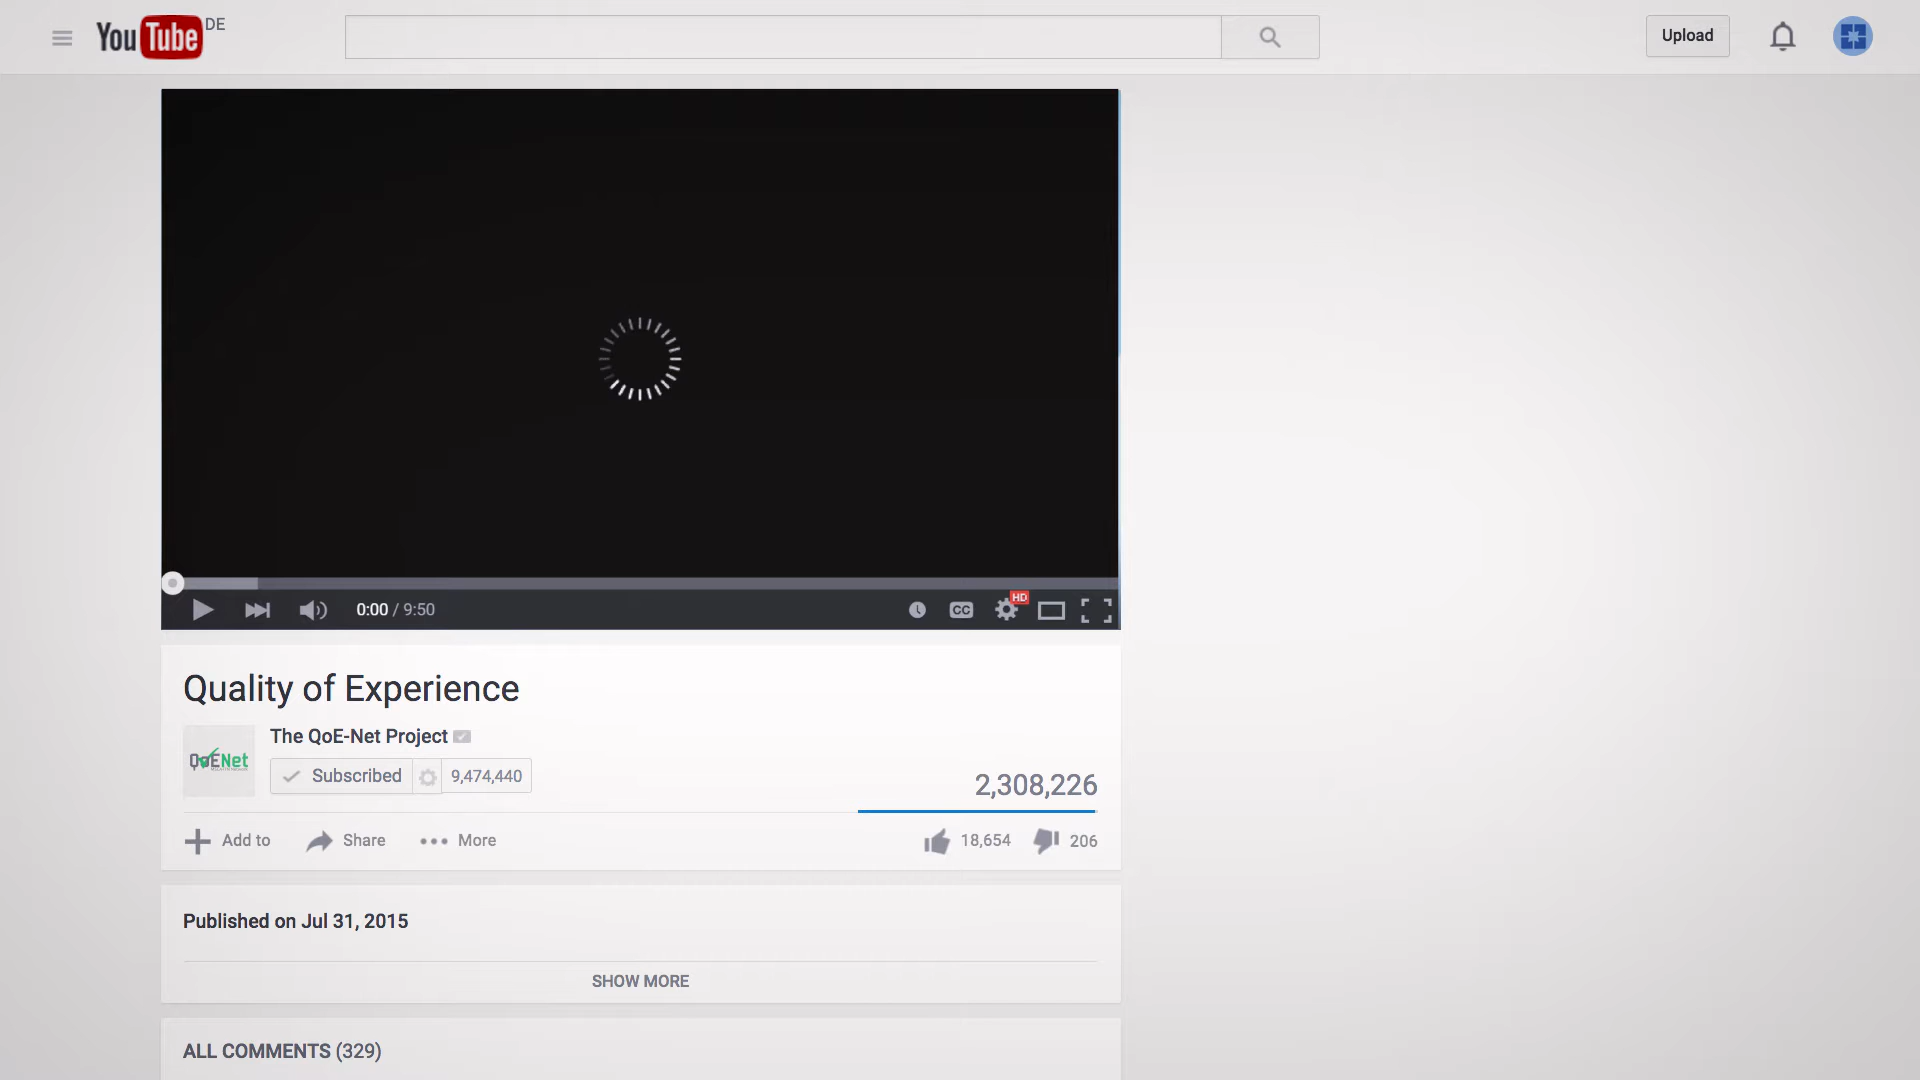 YouTube DE
Upload
HD
0:00 / 9:50
CC
Quality of Experience
QoENet
The QoE-Net Project
Subscribed 9,474,440
2,308,226
Add to Share More 18,654 206
Published on Jul 31, 2015
SHOW MORE
ALL COMMENTS (329)